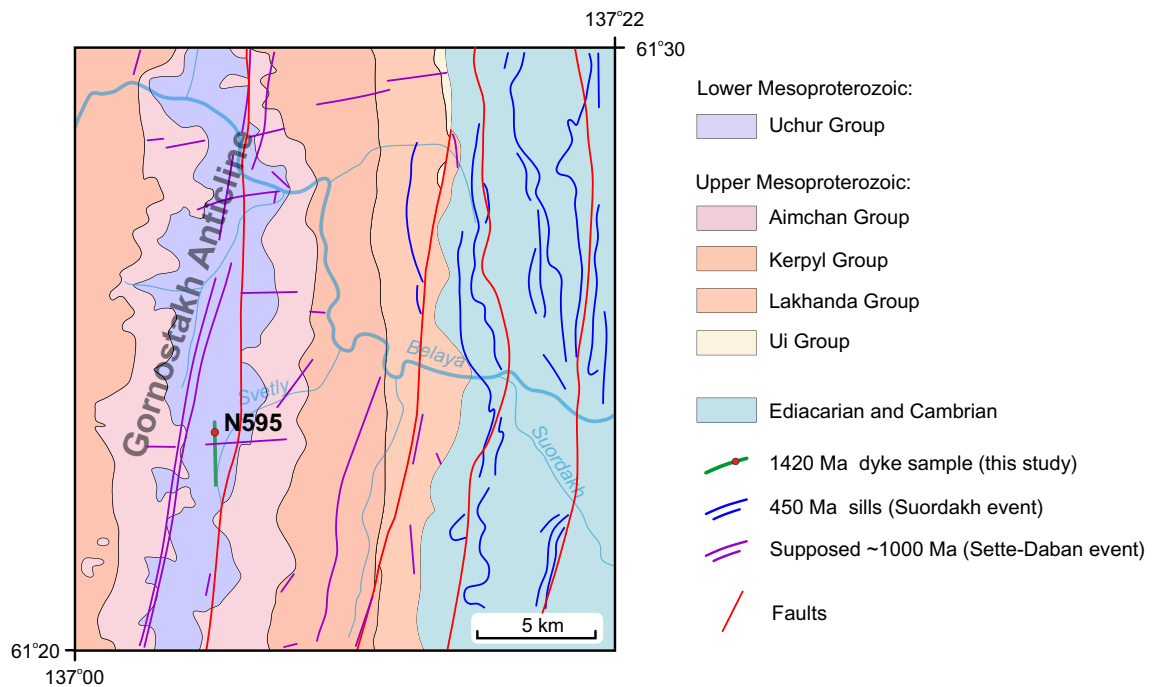 137°22
61°30
Gornostakh Anticline
Belaya
Svetly
N595
Suordakh
5 km
61°20
137°00
Lower Mesoproterozoic:
Uchur Group
Upper Mesoproterozoic:
Aimchan Group
Kerpyl Group
Lakhanda Group
Ui Group
Ediacarian and Cambrian
1420 Ma  dyke sample (this study)
450 Ma  sills (Suordakh event)
Supposed ~1000 Ma (Sette-Daban event)
Faults